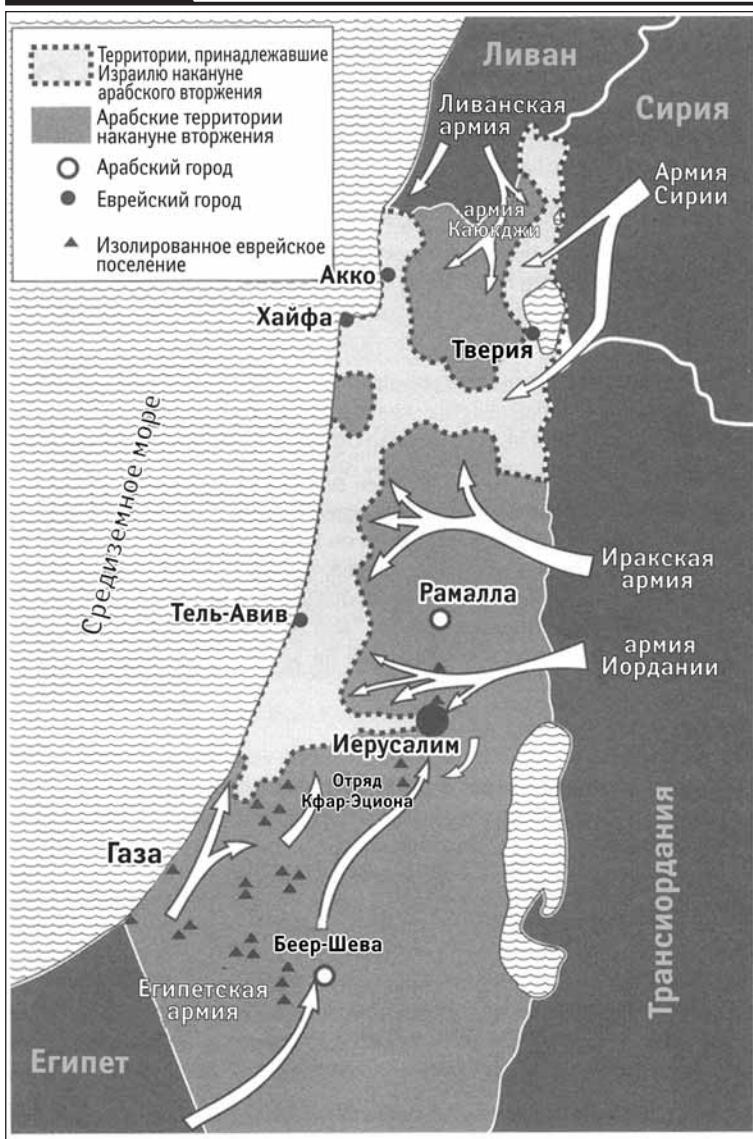 Территории, принадлежавшие
Израилю накануне
арабского вторжения
Арабские территории
накануне вторжения
Арабский город
Еврейский город
Изолированное еврейское
поселение
Ливан
Ливанская
армия
Сирия
Армия
Сирии
армия
Каюкджи
Акко
Хайфа
Тверия
Средиземное море
Иракская
армия
Рамалла
Тель-Авив
армия
Иордании
Иерусалим
Отряд
Кфар-Эциона
Газа
Трансиордания
Беер-Шева
Египетская
армия
Египет